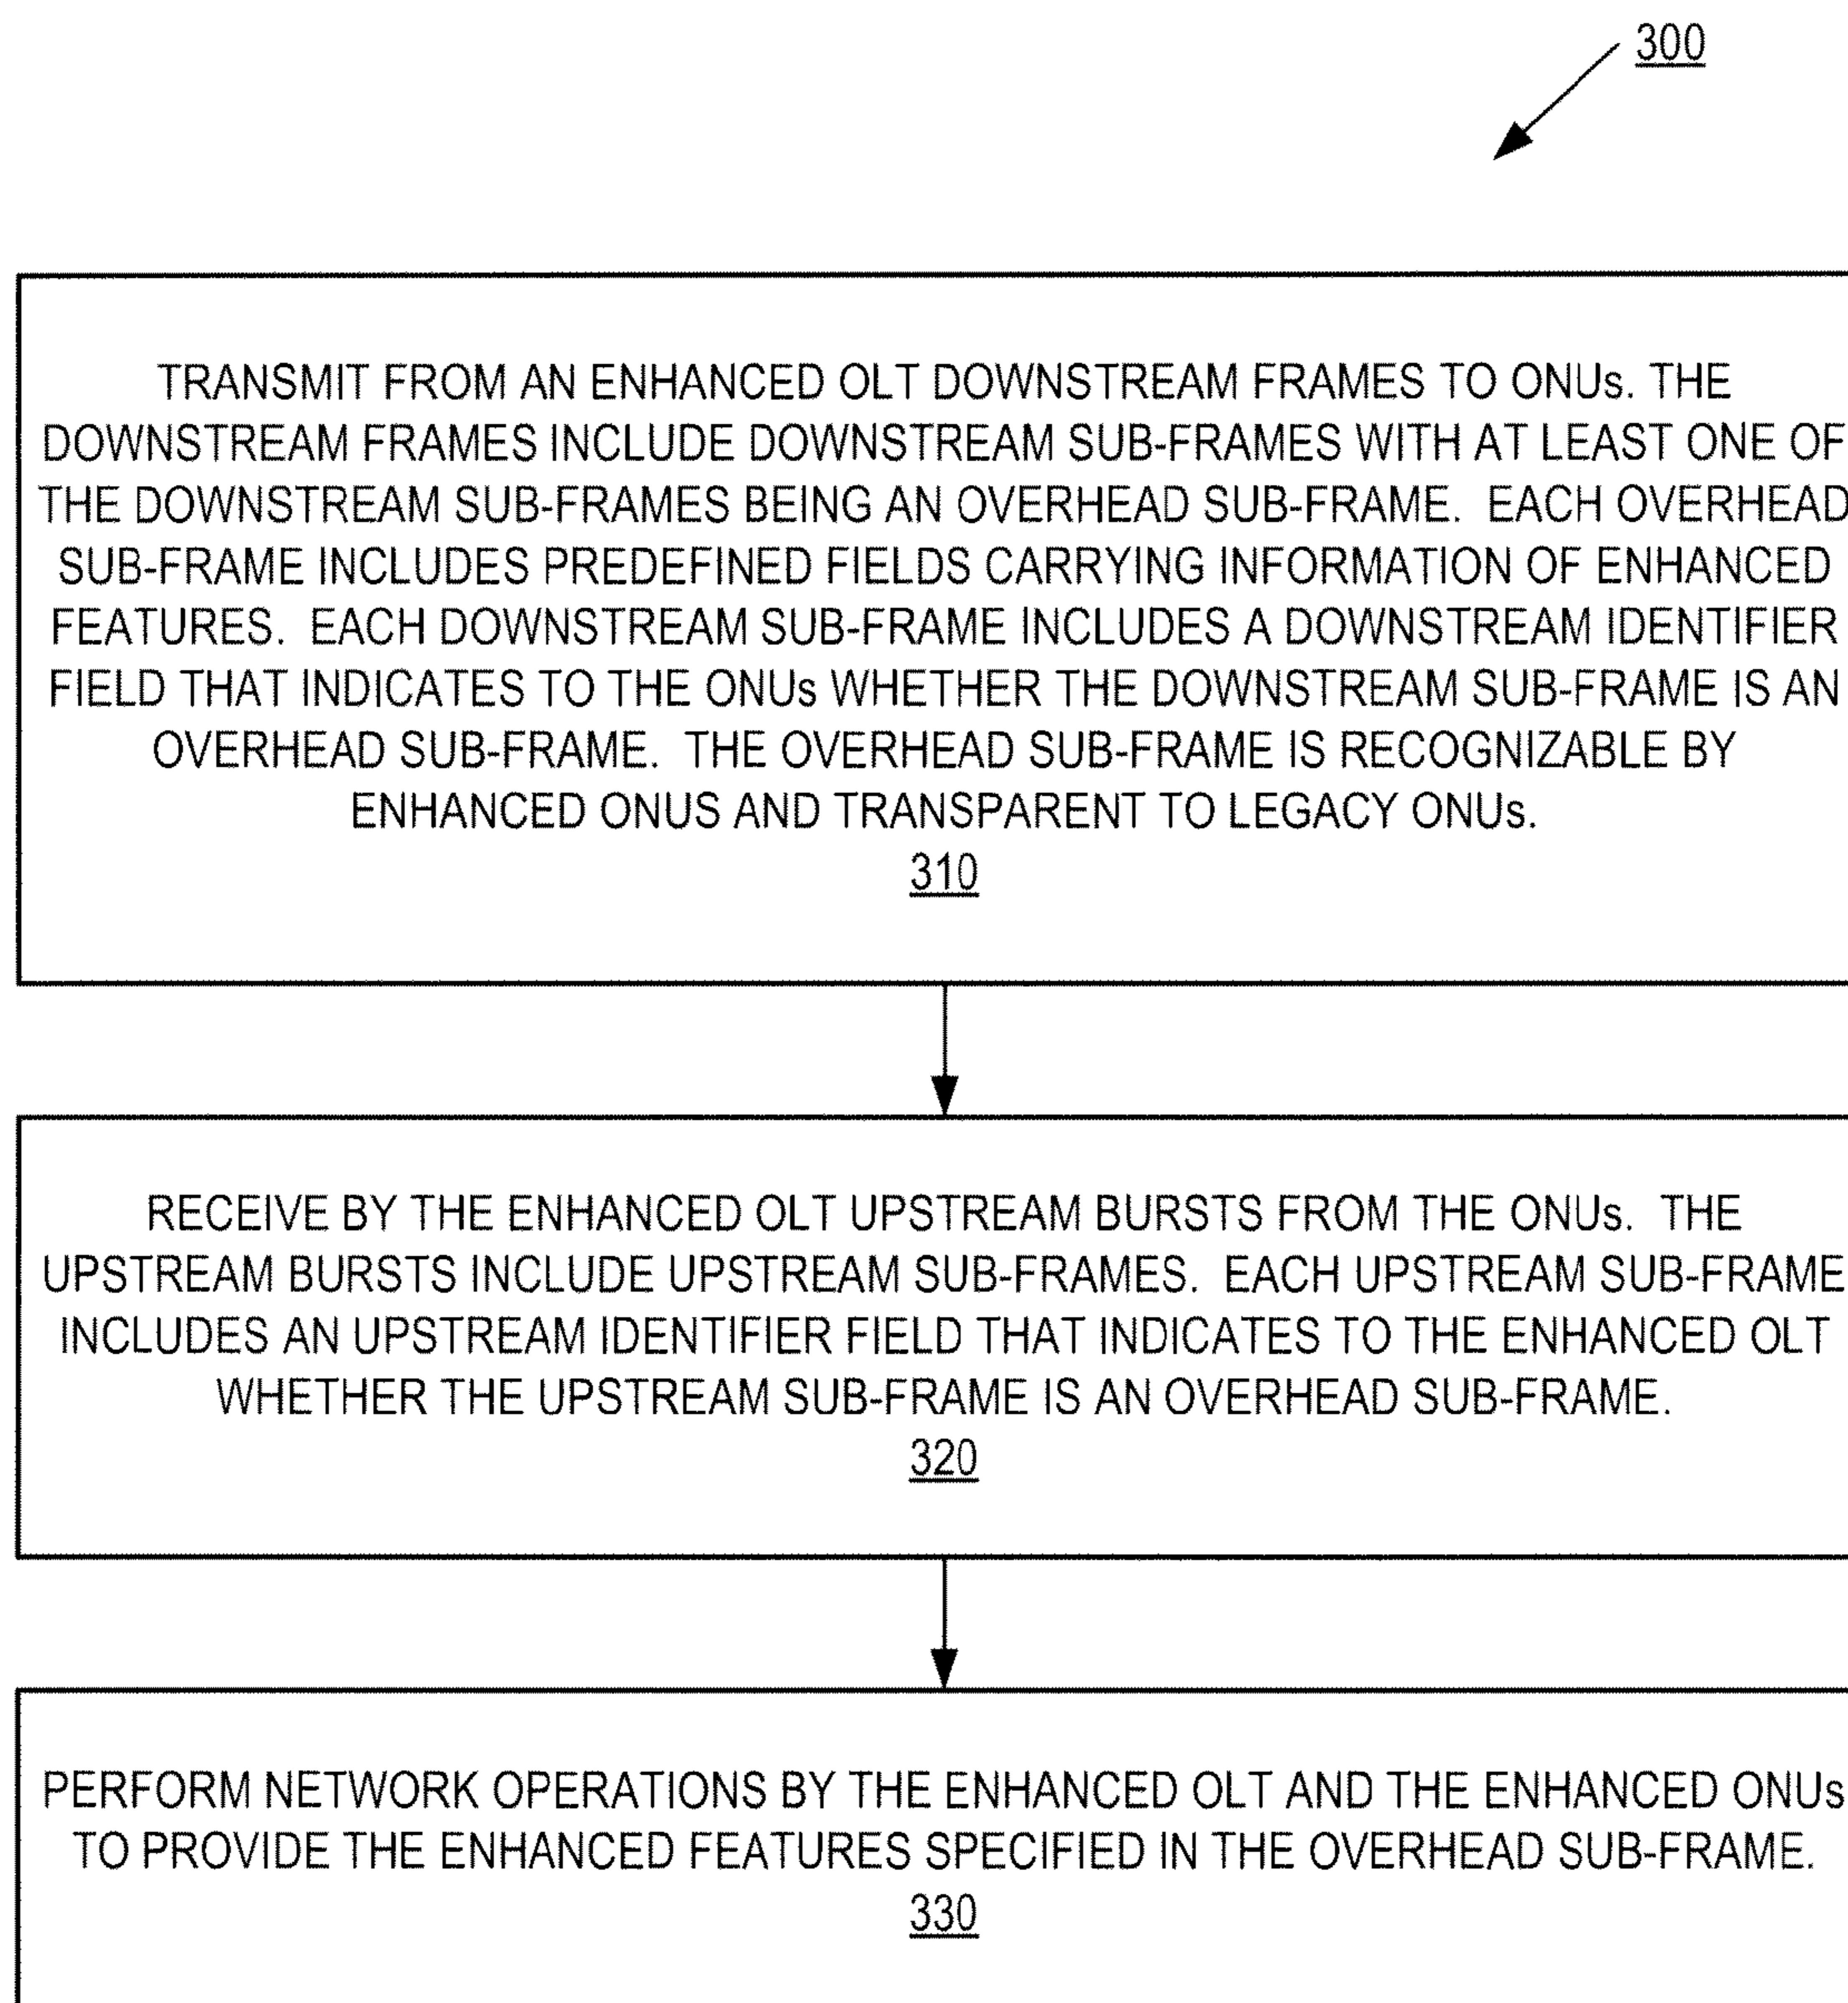 300
TRANSMIT FROM AN ENHANCED OLT DOWNSTREAM FRAMES TO ONUs. THE
DOWNSTREAM FRAMES INCLUDE DOWNSTREAM SUB-FRAMES WITH AT LEAST ONE OF
THE DOWNSTREAM SUB-FRAMES BEING AN OVERHEAD SUB-FRAME. EACH OVERHEAD
SUB-FRAME INCLUDES PREDEFINED FIELDS CARRYING INFORMATION OF ENHANCED
FEATURES. EACH DOWNSTREAM SUB-FRAME INCLUDES A DOWNSTREAM IDENTIFIER
FIELD THAT INDICATES TO THE ONUs WHETHER THE DOWNSTREAM SUB-FRAME IS AN
OVERHEAD SUB-FRAME. THE OVERHEAD SUB-FRAME IS RECOGNIZABLE BY
ENHANCED ONUS AND TRANSPARENT TO LEGACY ONUs.
310
RECEIVE BY THE ENHANCED OLT UPSTREAM BURSTS FROM THE ONUs. THE
UPSTREAM BURSTS INCLUDE UPSTREAM SUB-FRAMES. EACH UPSTREAM SUB-FRAME
INCLUDES AN UPSTREAM IDENTIFIER FIELD THAT INDICATES TO THE ENHANCED OLT
WHETHER THE UPSTREAM SUB-FRAME IS AN OVERHEAD SUB-FRAME.
320
PERFORM NETWORK OPERATIONS BY THE ENHANCED OLT AND THE ENHANCED ONUs
TO PROVIDE THE ENHANCED FEATURES SPECIFIED IN THE OVERHEAD SUB-FRAME.
330